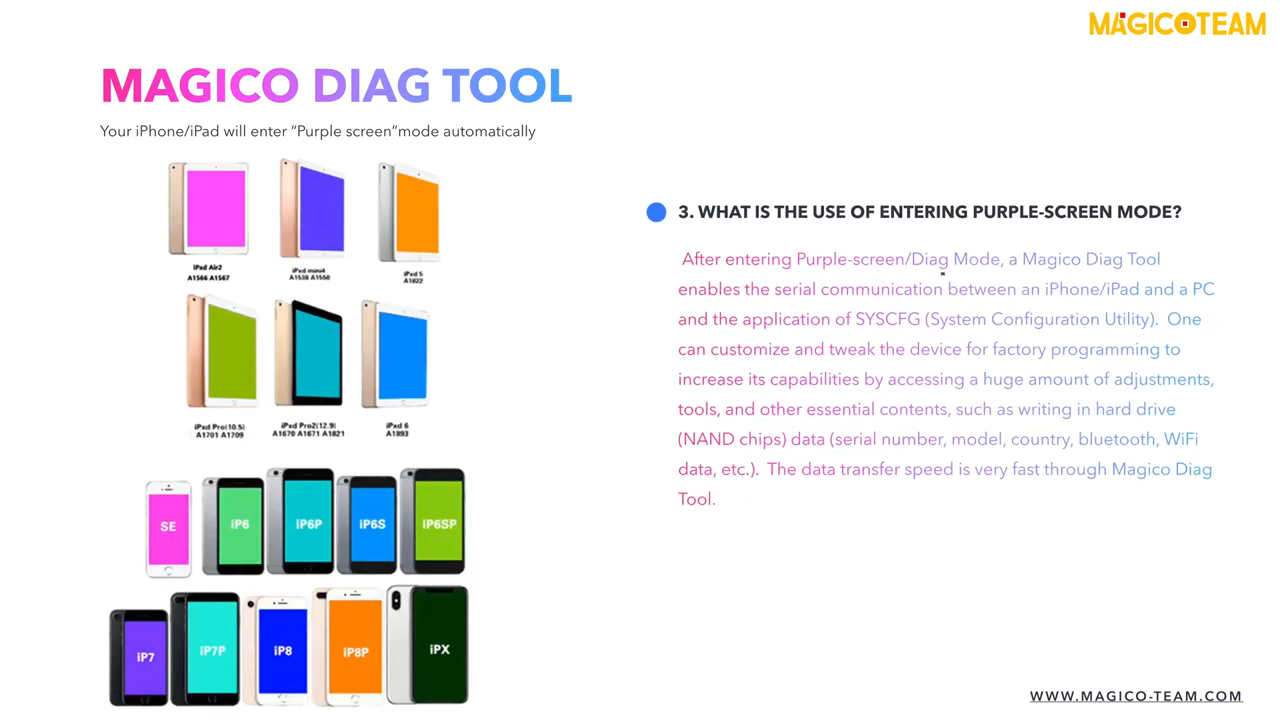 MAGICOTEAM
MAGICO DIAG TOOL
Your iPhone/iPad will enter “Purple screen”mode automatically
iPxd Air2
A1566 A1567
iPxd mini4
A1538 A1550
iPxd 5
A1822
iPxd Pro(10.5)
A1701 A1709
iPxd Pro2(12.9)
A1670 A1671 A1821
iPxd 6
A1893
SE
iP6
iP6P
iP6S
iP6SP
iP7
iP7P
iP8
iP8P
iPX
3. WHAT IS THE USE OF ENTERING PURPLE-SCREEN MODE?
After entering Purple-screen/Diag Mode, a Magico Diag Tool
enables the serial communication between an iPhone/iPad and a PC
and the application of SYSCFG (System Configuration Utility). One
can customize and tweak the device for factory programming to
increase its capabilities by accessing a huge amount of adjustments,
tools, and other essential contents, such as writing in hard drive
(NAND chips) data (serial number, model, country, bluetooth, WiFi
data, etc.). The data transfer speed is very fast through Magico Diag
Tool.
WWW.MAGICO-TEAM.COM